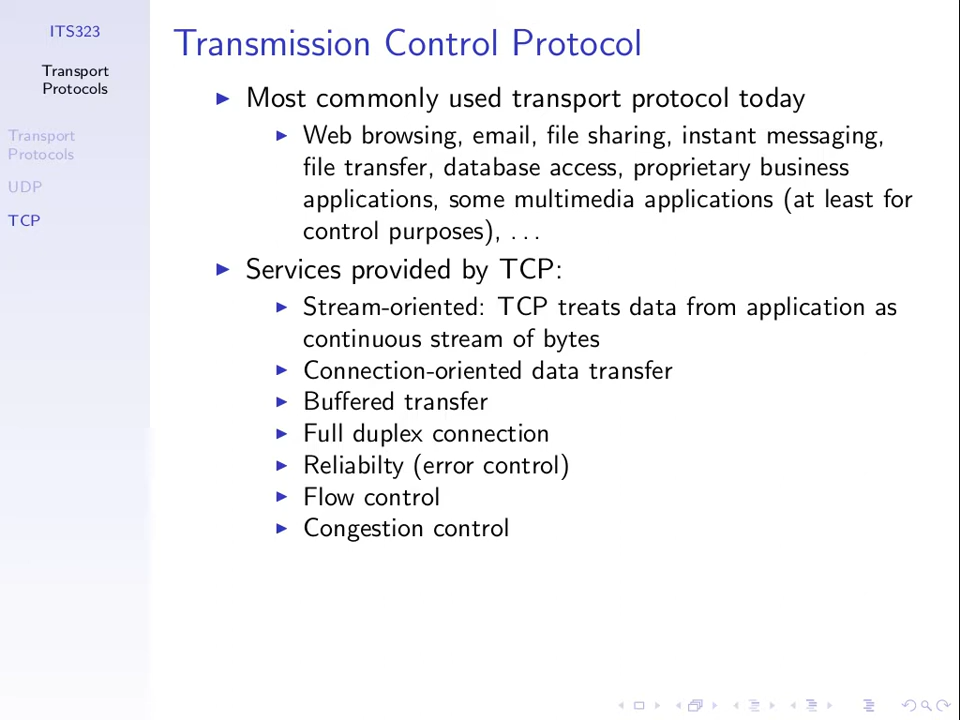 ITS323
Transport
Protocols
Transport
Protocols
UDP
TCP
Transmission Control Protocol
Most commonly used transport protocol today
Web browsing, email, file sharing, instant messaging,
file transfer, database access, proprietary business
applications, some multimedia applications (at least for
control purposes), ...
Services provided by TCP:
Stream-oriented: TCP treats data from application as
continuous stream of bytes
Connection-oriented data transfer
Buffered transfer
Full duplex connection
Reliabilty (error control)
Flow control
Congestion control